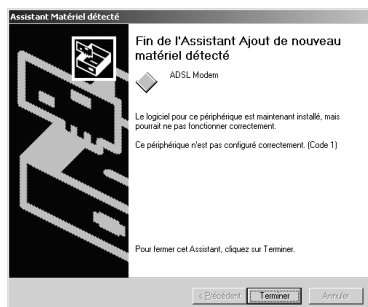 Assistant Matériel détecté
Fin de l'Assistant Ajout de nouveau
matériel détecté
ADSL Modem
Le logiciel pour ce périphérique est maintenant installé, mais
pourrait ne pas fonctionner correctement.
Ce périphérique n'est pas configuré correctement. (Code 1)
Pour fermer cet Assistant, cliquez sur Terminer.
< Précédent Terminer Annuler